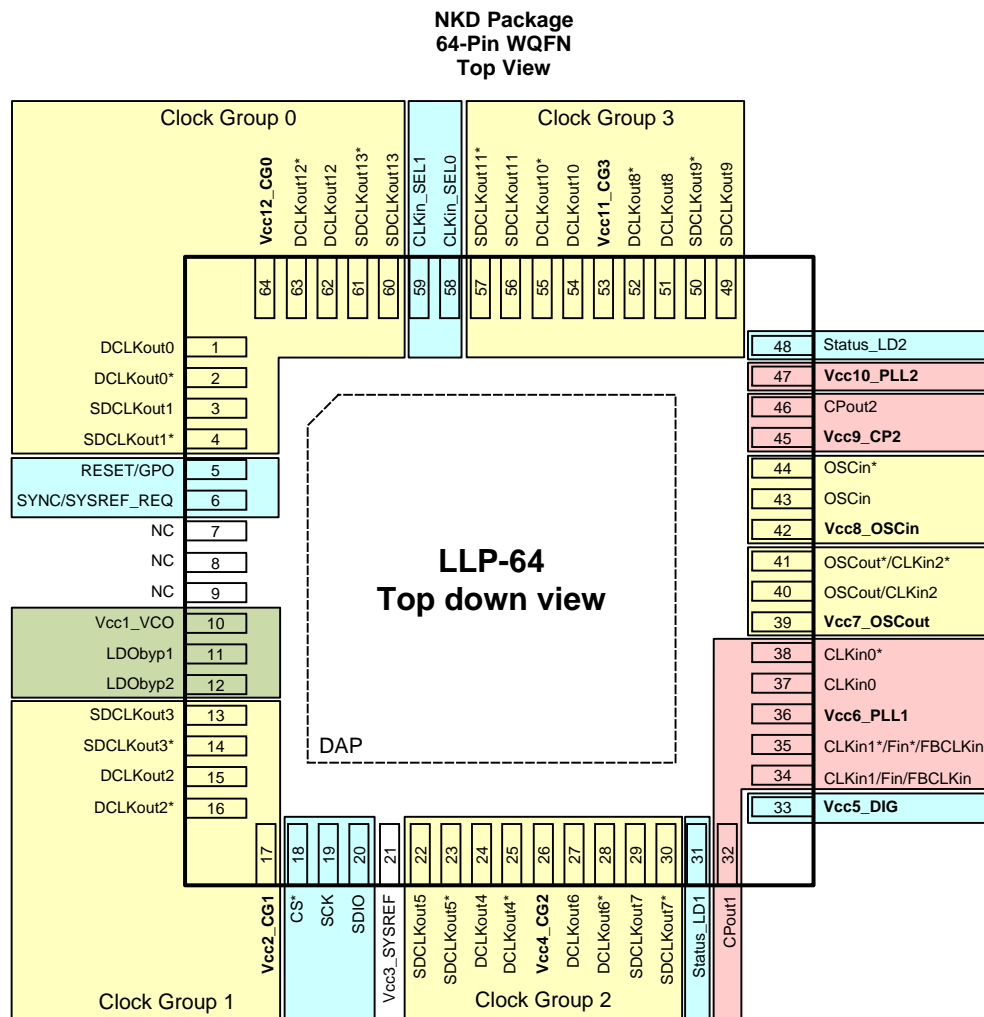 NKD Package
64-Pin WQFN
Top View
Clock Group 0
Clock Group 3
Vcc12_CG0
DCLKout12*
DCLKout12
SDCLKout13*
SDCLKout13
CLKin_SEL1
CLKin_SEL0
SDCLKout11*
SDCLKout11
DCLKout10*
DCLKout10
Vcc11_CG3
DCLKout8*
DCLKout8
SDCLKout9*
SDCLKout9
64
63
62
61
60
59
58
57
56
55
54
53
52
51
50
49
DCLKout0 1
DCLKout0* 2
SDCLKout1 3
SDCLKout1* 4
RESET/GPO 5
SYNC/SYSREF_REQ 6
NC 7
NC 8
NC 9
Vcc1_VCO 10
LDObyp1 11
LDObyp2 12
SDCLKout3 13
SDCLKout3* 14
DCLKout2 15
DCLKout2* 16
LLP-64
Top down view
DAP
48 Status_LD2
47 Vcc10_PLL2
46 CPout2
45 Vcc9_CP2
44 OSCin*
43 OSCin
42 Vcc8_OSCin
41 OSCout*/CLKin2*
40 OSCout/CLKin2
39 Vcc7_OSCout
38 CLKin0*
37 CLKin0
36 Vcc6_PLL1
35 CLKin1*/Fin*/FBCLKin
34 CLKin1/Fin/FBCLKin
33 Vcc5_DIG
17
18
19
20
21
22
23
24
25
26
27
28
29
30
31
32
Vcc2_CG1
CS*
SCK
SDIO
Vcc3_SYSREF
SDCLKout5
SDCLKout5*
DCLKout4
DCLKout4*
Vcc4_CG2
DCLKout6
DCLKout6*
SDCLKout7
SDCLKout7*
Status_LD1
CPout1
Clock Group 1
Clock Group 2